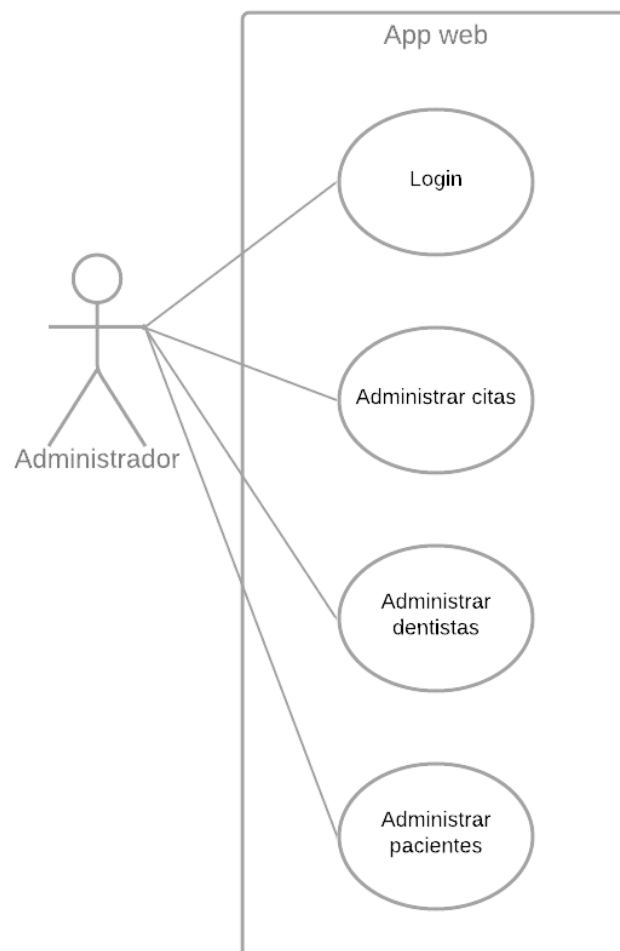 App web
Login
Administrador
Administrar citas
Administrar
dentistas
Administrar
pacientes